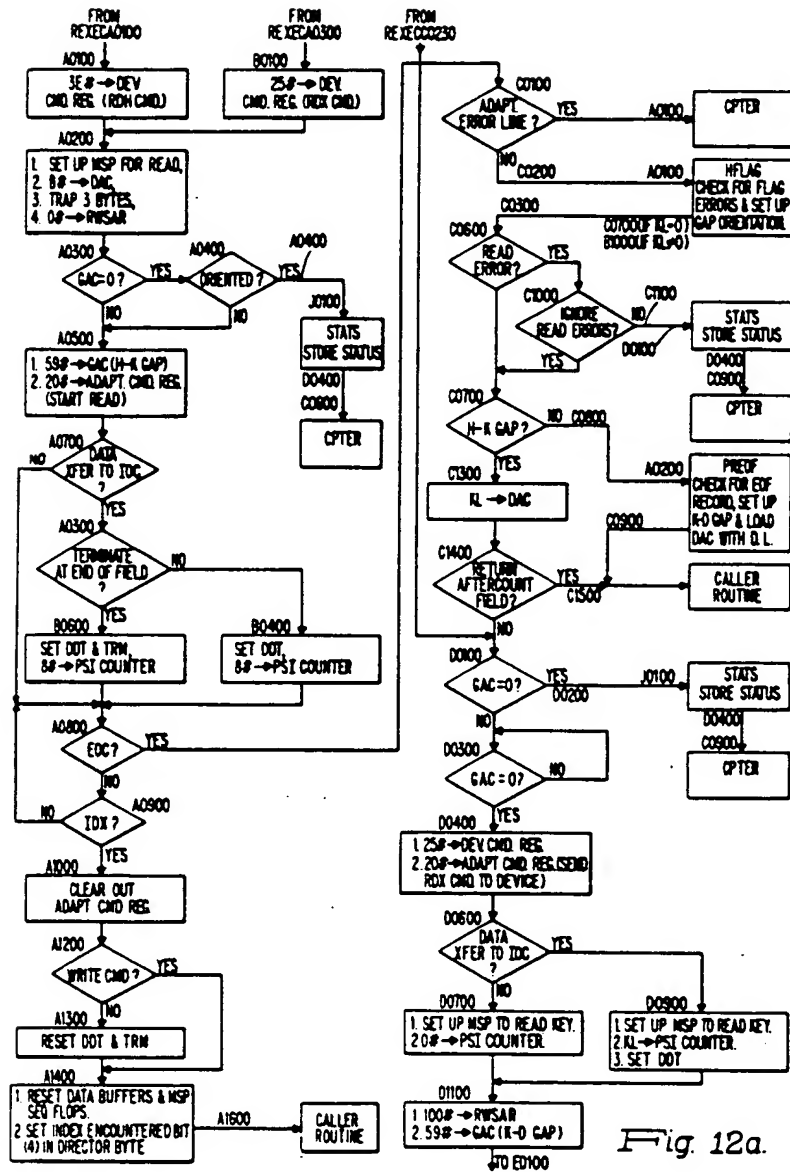 FROM
REXECA0100
FROM
REXECA0300
FROM
REXECC0230
A0100
3E#→DEV
CMD REG. (RDH CMD.)
B0100
25#→DEV.
CMD. REG. (RDX CMD.)
A0200
1. SET UP MSP FOR READ,
2. 8#→DAC,
3. TRAP 3 BYTES,
4. 0#→RWSAR
A0300
GAC=0?
YES
NO
A0400
ORIENTED?
YES
A0400
NO
J0100
STATS
STORE STATUS
D0400
C0800
CPTER
A0500
1. 59#→GAC (H-K GAP)
2. 20#→ADAPT. CMD REG.
(START READ)
A0700
DATA
XFER TO IOC
?
NO
YES
A0300
TERMINATE
AT END OF FIELD
?
NO
YES
B0600
SET DOT & TRM,
8#→PSI COUNTER
B0400
SET DOT,
8#→PSI COUNTER
A0800
EOC?
YES
NO
A0900
IDX?
NO
YES
A1000
CLEAR OUT
ADAPT CMD REG.
A1200
WRITE CMD?
YES
NO
A1300
RESET DOT & TRM
A1400
1. RESET DATA BUFFERS & MSP
SEQ FLOPS.
2 SET INDEX ENCOUNTERED BIT
(4) IN DIRECTOR BYTE
A1600
CALLER
ROUTINE
C0100
ADAPT
ERROR LINE?
YES
A0100
CPTER
NO
C0200
A0100
HFLAG
CHECK FOR FLAG
ERRORS & SET UP
GAP ORIENTATION.
C0300
C0700(IF KL=0)
B1000(IF KL≠0)
C0600
READ
ERROR?
YES
C1000
IGNORE
READ ERRORS?
NO
C1100
D0100
STATS
STORE STATUS
D0400
C0900
CPTER
YES
C0700
H-K GAP?
NO
C0800
A0200
PREOF
CHECK FOR EOF
RECORD, SET UP
K-D GAP & LOAD
DAC WITH D.L.
C0900
YES
C1300
KL→DAC
C1400
RETURN
AFTERCOUNT
FIELD?
YES
C1500
CALLER
ROUTINE
NO
D0100
GAC=0?
YES
D0200
J0100
STATS
STORE STATUS
D0400
C0900
CPTER
NO
D0300
GAC=0?
NO
D0400
1. 25#→DEV. CMD. REG.
2. 20#→ADAPT CMD REG.(SEND
RDX CMD TO DEVICE)
D0600
DATA
XFER TO IOC
?
YES
NO
D0700
1. SET UP MSP TO READ KEY.
2 0#→PSI COUNTER.
D0900
1. SET UP MSP TO READ KEY.
2. KL→PSI COUNTER.
3. SET DOT
D1100
1. 100#→RWSAR
2. 59#→GAC (K-D GAP)
TO ED100
Fig. 12a.